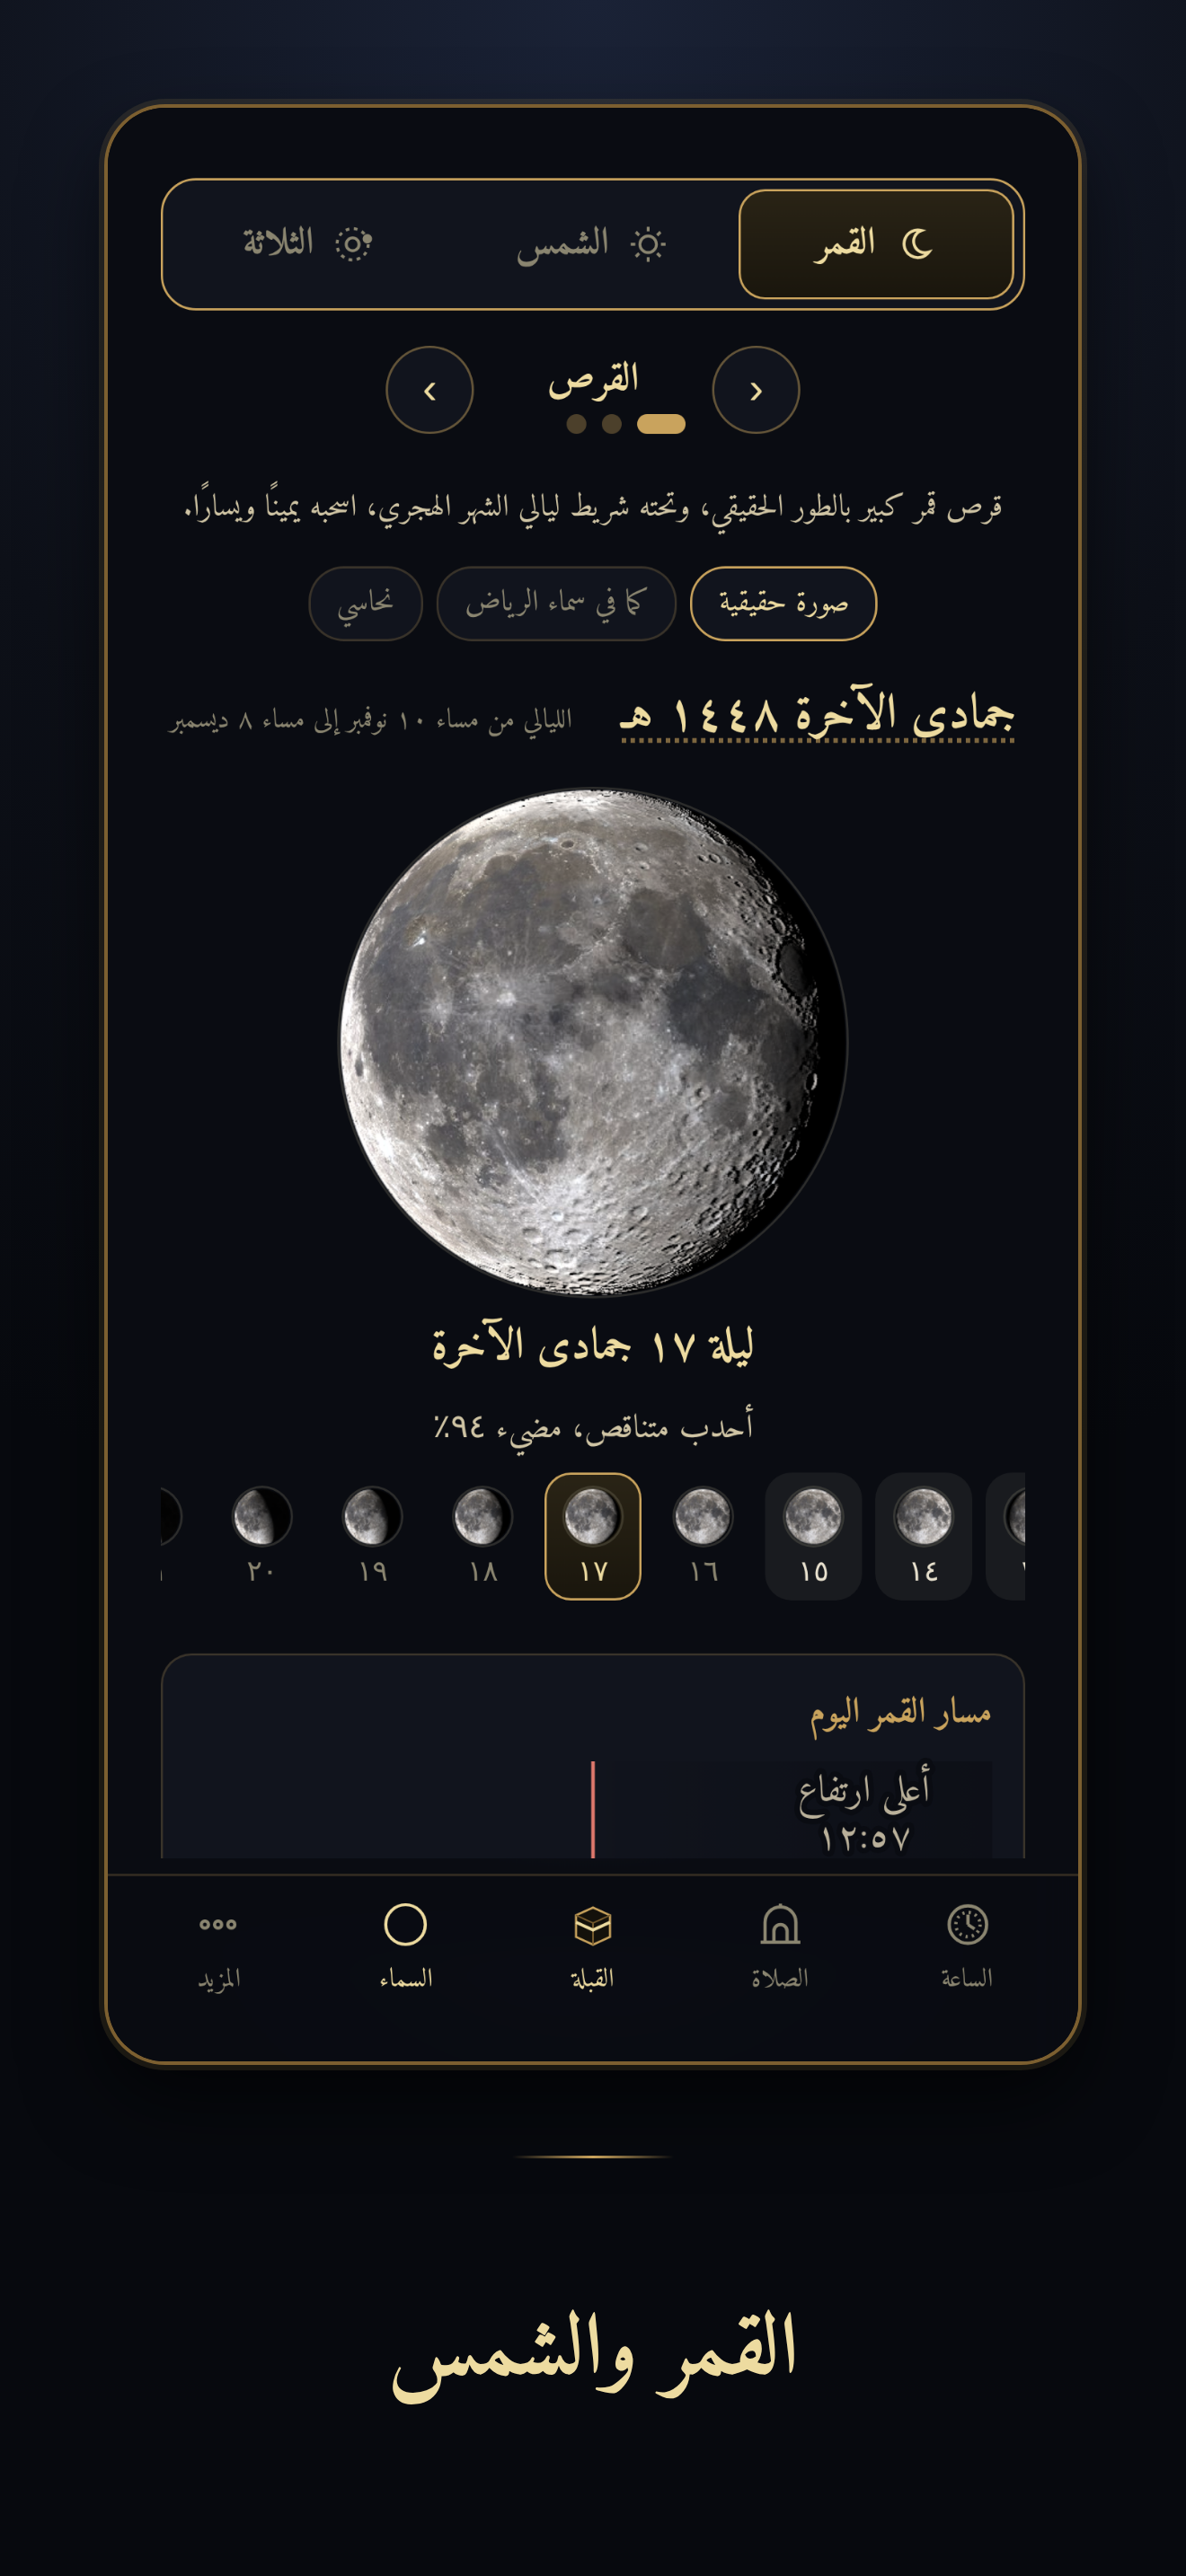 القمر الشمس الثلاثة
القرص
قرص قمر كبير بالطور الحقيقي، وتحته شريط ليالي الشهر الهجري، اسحبه يمينًا ويسارًا.
صورة حقيقية كما في سماء الرياض نحاسي
جمادى الآخرة ١٤٤٨ هـ الليالي من مساء ١٠ نوفمبر إلى مساء ٨ ديسمبر
ليلة ١٧ جمادى الآخرة
أحدب متناقص، مضيء ٩٤٪
١٤ ١٥ ١٦ ١٧ ١٨ ١٩ ٢٠
مسار القمر اليوم
أعلى ارتفاع
١٢:٥٧
الساعة الصلاة القبلة السماء المزيد
القمر والشمس